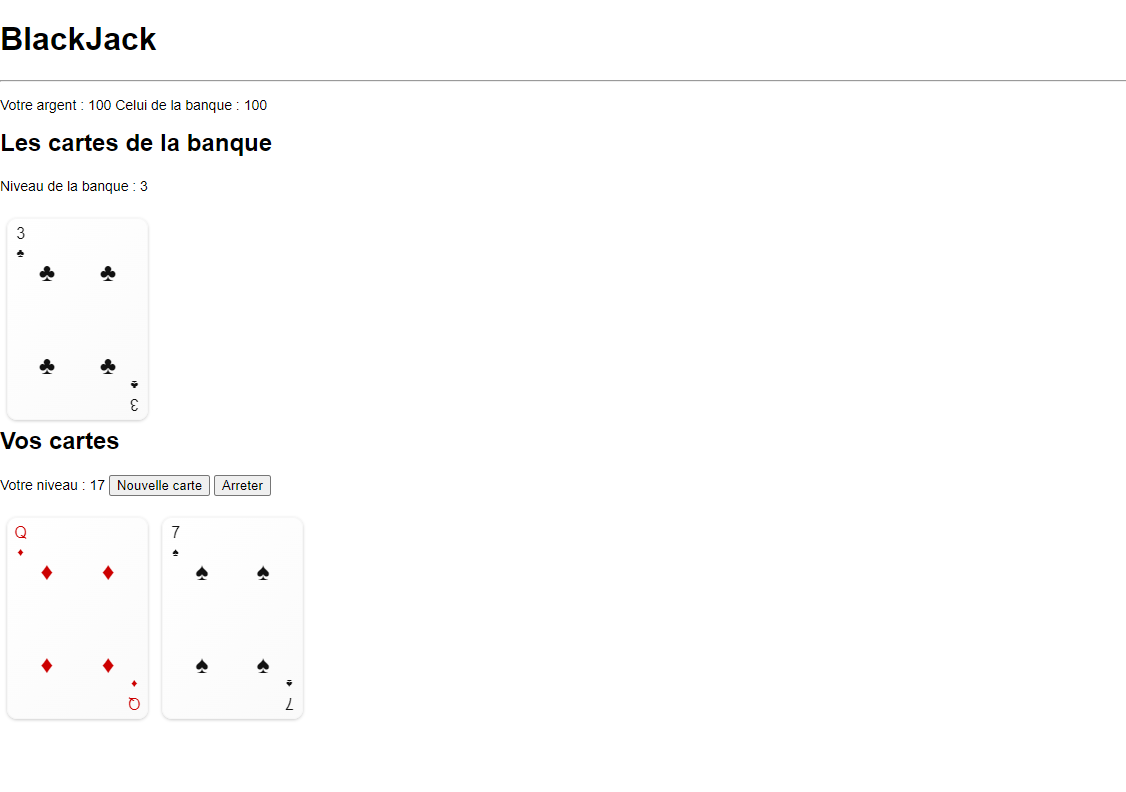 BlackJack
Votre argent : 100 Celui de la banque : 100
Les cartes de la banque
Niveau de la banque : 3
3
3
Vos cartes
Votre niveau : 17 Nouvelle carte Arreter
Q 7
Q 7